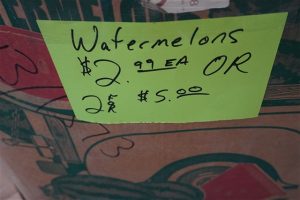 Watermelons
$2.99 EA OR
2 FR $5.00